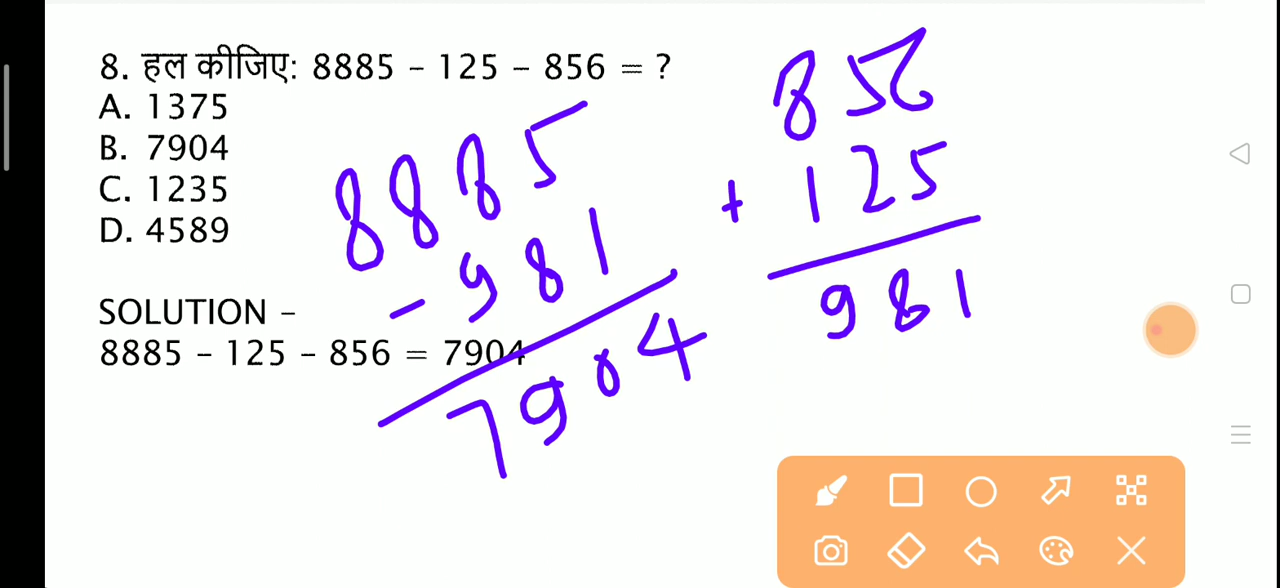 8. हल कीजिए: 8885 – 125 – 856 = ?
A. 1375
B. 7904
C. 1235
D. 4589
SOLUTION –
8885 – 125 – 856 = 7904
8885
– 981
7904
856
+ 125
981